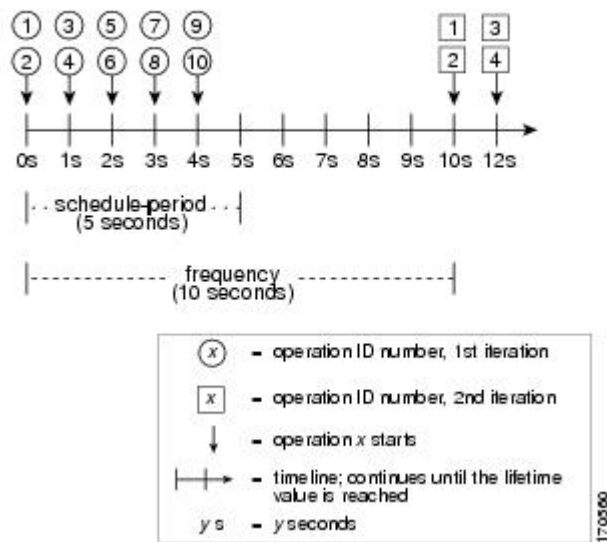 1 3 5 7 9 1 3
2 4 6 8 10 2 4
0s 1s 2s 3s 4s 5s 6s 7s 8s 9s 10s 12s
schedule-period
(5 seconds)
frequency
(10 seconds)
x = operation ID number, 1st iteration
x = operation ID number, 2nd iteration
= operation x starts
= timeline; continues until the lifetime
value is reached
y s = y seconds
170560